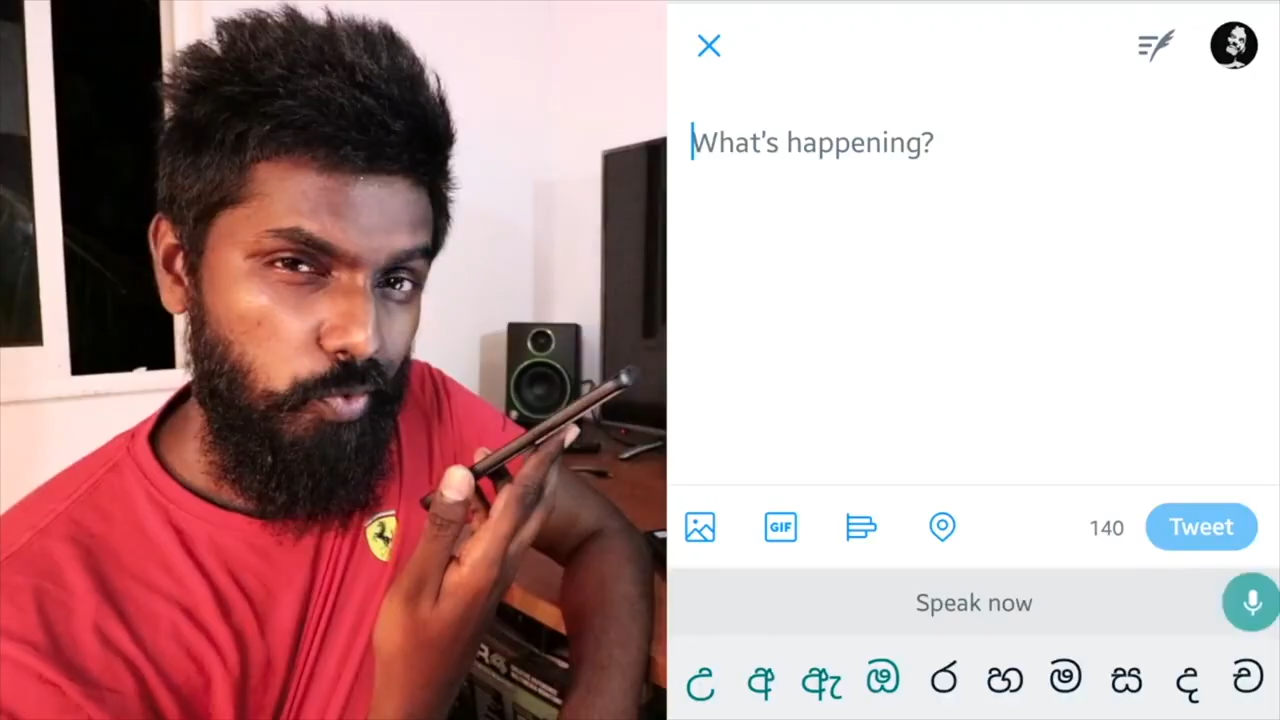 What's happening?
GIF
140
Tweet
Speak now
උ අ ඇ ඔ ර හ ම ස ද ච